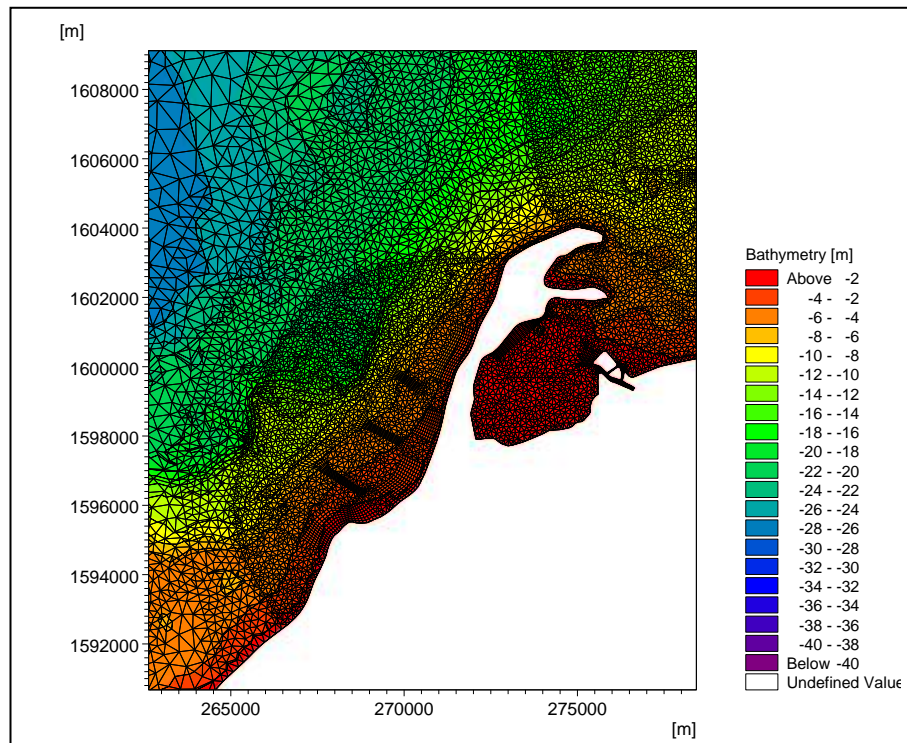 [m]
1608000
1606000
1604000
1602000
1600000
1598000
1596000
1594000
1592000
265000
270000
275000
[m]
Bathymetry [m]
Above -2
-4 - -2
-6 - -4
-8 - -6
-10 - -8
-12 - -10
-14 - -12
-16 - -14
-18 - -16
-20 - -18
-22 - -20
-24 - -22
-26 - -24
-28 - -26
-30 - -28
-32 - -30
-34 - -32
-36 - -34
-38 - -36
-40 - -38
Below -40
Undefined Value